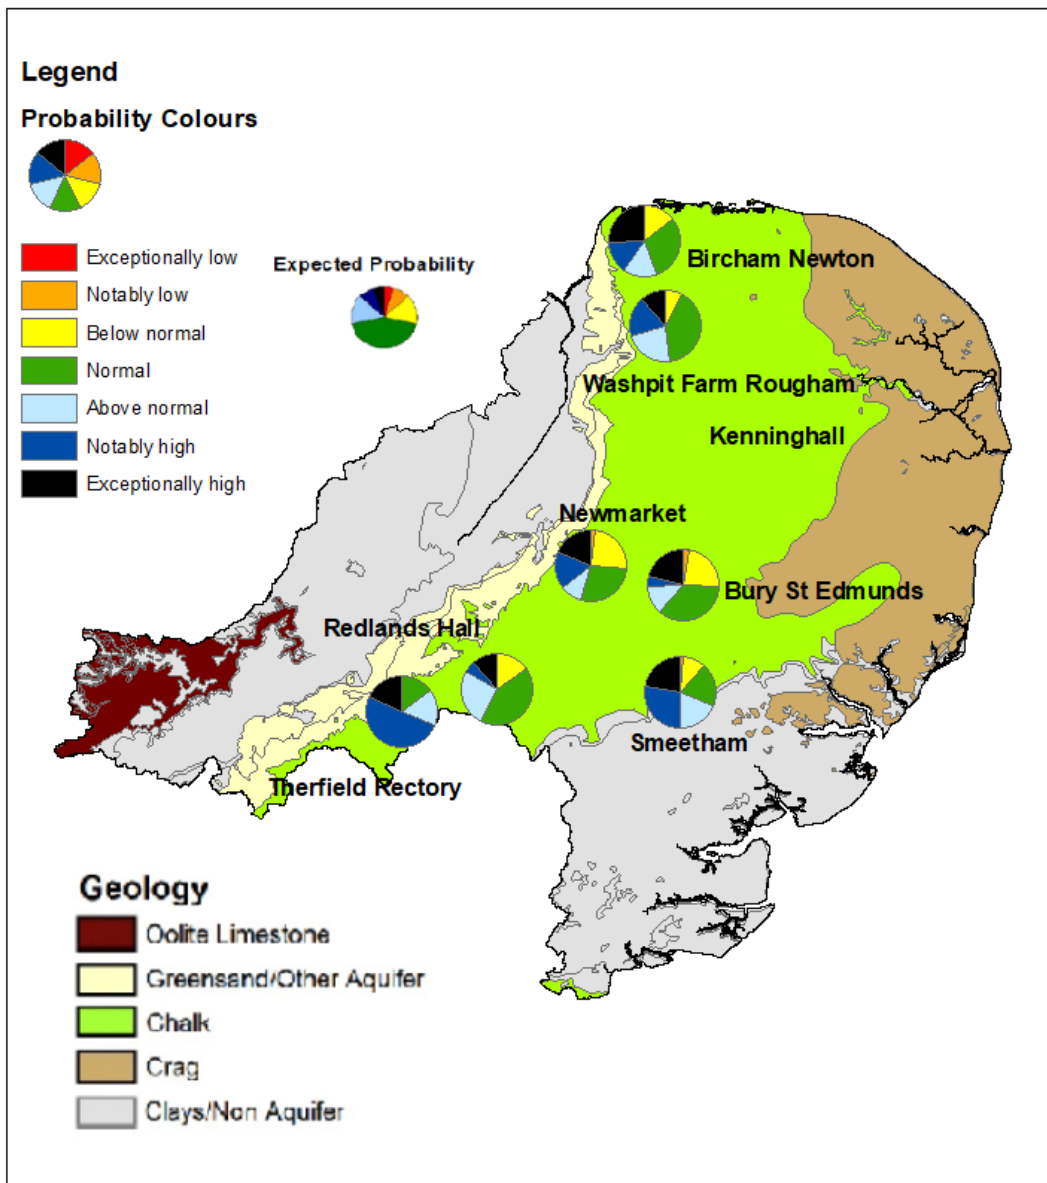 Legend
Probability Colours
Exceptionally low
Notably low
Below normal
Normal
Above normal
Notably high
Exceptionally high
Expected Probability
Bircham Newton
Washpit Farm Rougham
Kenninghall
Newmarket
Bury St Edmunds
Redlands Hall
Smeetham
Therfield Rectory
Geology
Oolite Limestone
Greensand/Other Aquifer
Chalk
Crag
Clays/Non Aquifer